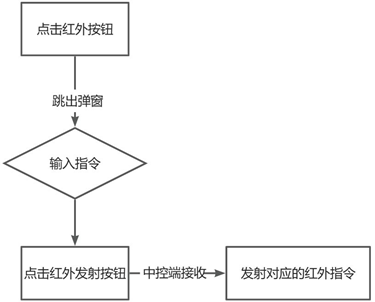 点击红外按钮
跳出弹窗
输入指令
点击红外发射按钮
中控端接收
发射对应的红外指令